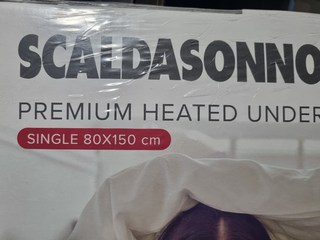 SCALDASONNO
PREMIUM HEATED UNDER
SINGLE 80X150 cm